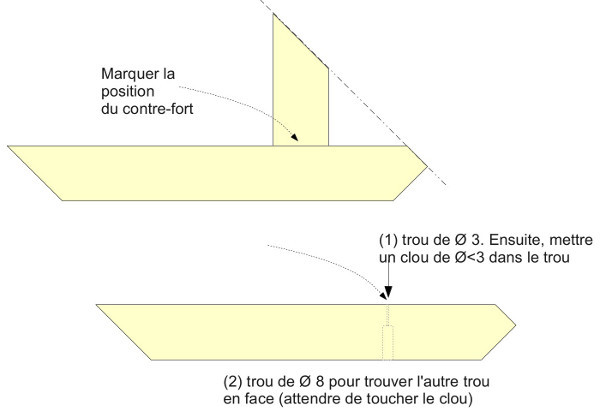 Marquer la
position
du contre-fort
(1) trou de Ø 3. Ensuite, mettre
un clou de Ø<3 dans le trou
(2) trou de Ø 8 pour trouver l'autre trou
en face (attendre de toucher le clou)